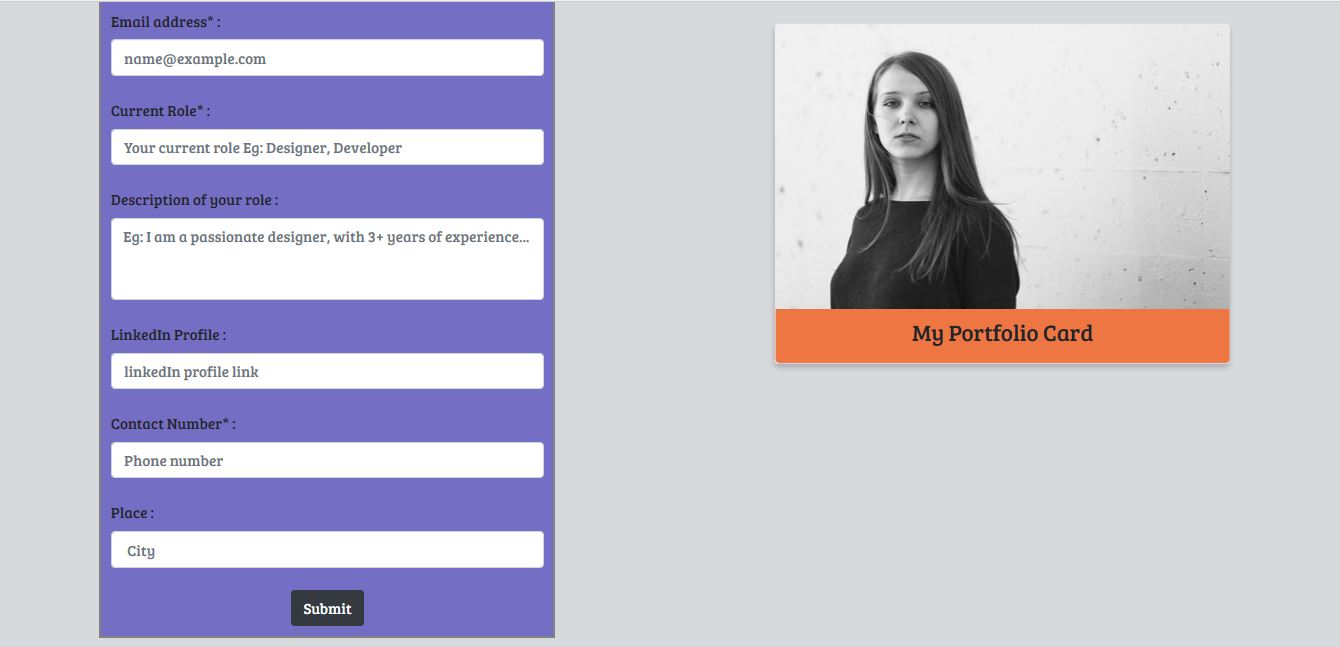 Email address* :
name@example.com
Current Role* :
Your current role Eg: Designer, Developer
Description of your role :
Eg: I am a passionate designer, with 3+ years of experience...
LinkedIn Profile :
linkedIn profile link
Contact Number* :
Phone number
Place :
City
Submit
My Portfolio Card